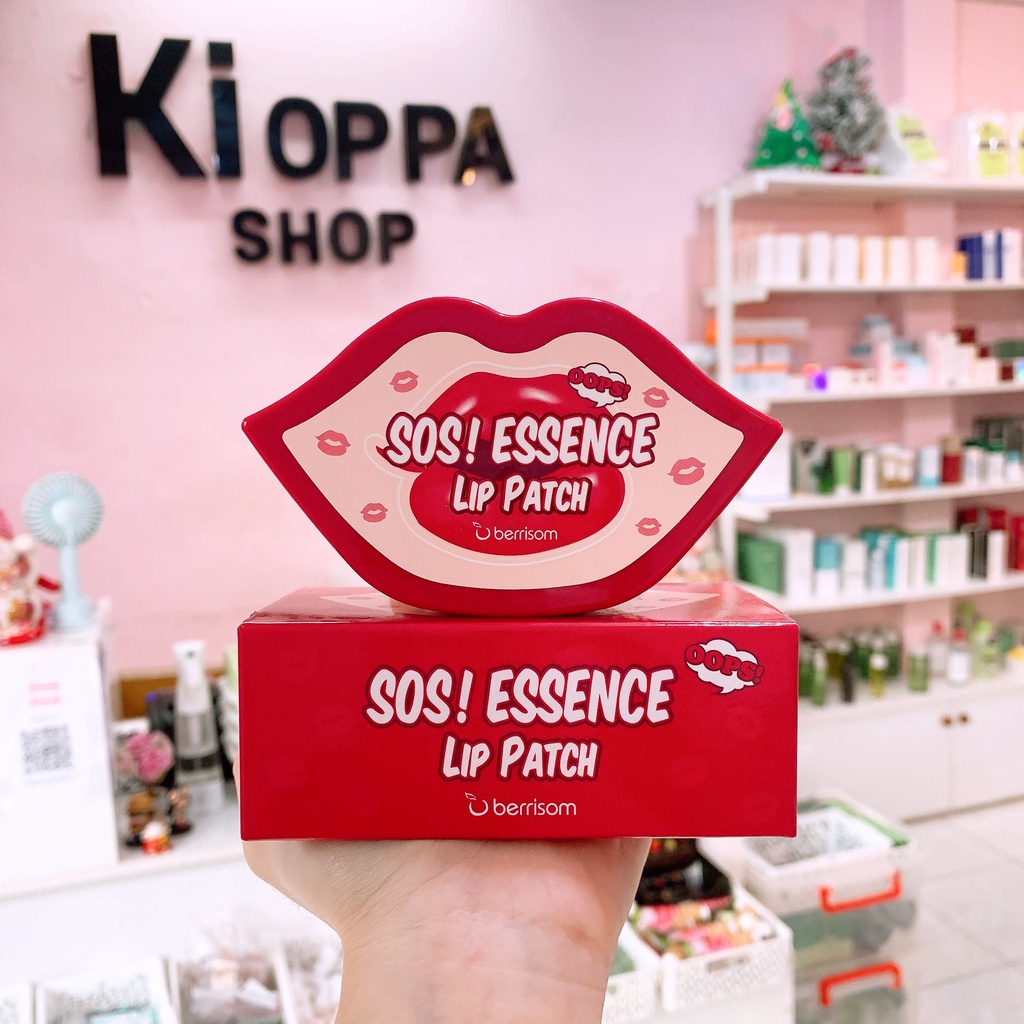 Ki OPPA
SHOP
OOPS!
SOS! ESSENCE
LIP PATCH
berrisom
OOPS!
SOS! ESSENCE
LIP PATCH
berrisom